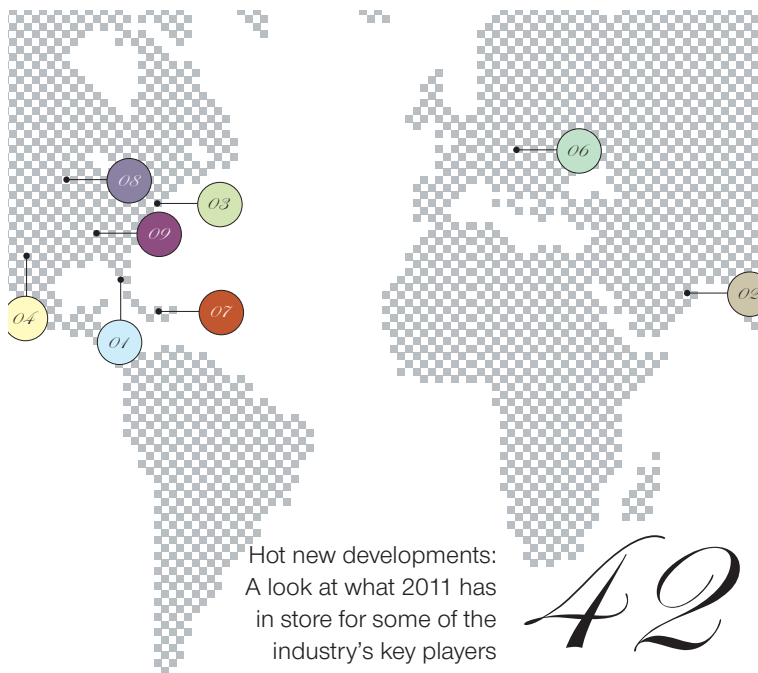 06
08
03
09
02
07
04
01
Hot new developments:
A look at what 2011 has
in store for some of the
industry's key players
42